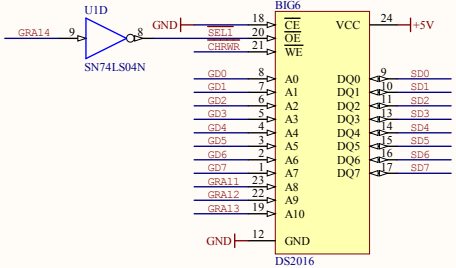 U1D
BIG6
GRA14 9 8 GND 18 CE VCC 24 +5V
SEL1 20 OE
CHRWR 21 WE
SN74LS04N
GD0 8 A0 DQ0 9 SD0
GD1 7 A1 DQ1 10 SD1
GD2 6 A2 DQ2 11 SD2
GD3 5 A3 DQ3 13 SD3
GD4 4 A4 DQ4 14 SD4
GD5 3 A5 DQ5 15 SD5
GD6 2 A6 DQ6 16 SD6
GD7 1 A7 DQ7 17 SD7
GRA11 23 A8
GRA12 22 A9
GRA13 19 A10
GND 12 GND
DS2016